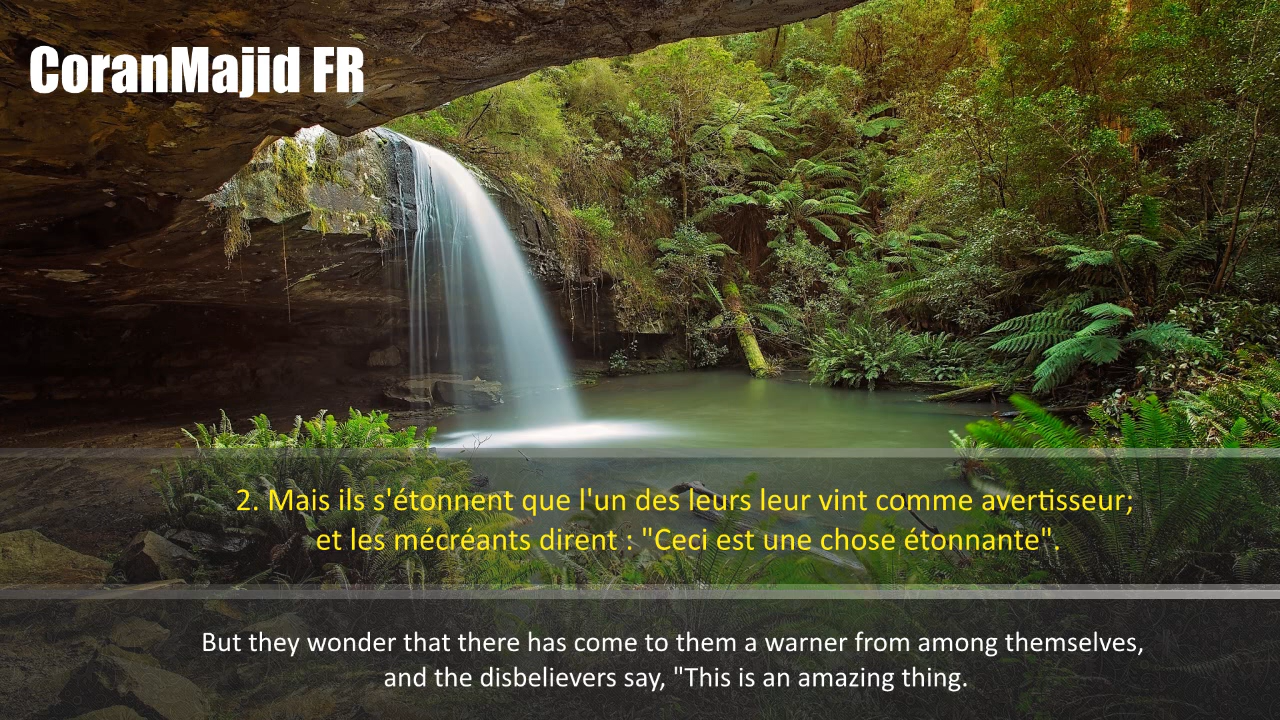 CoranMajid FR
2. Mais ils s'étonnent que l'un des leurs leur vint comme avertisseur;
et les mécréants dirent : "Ceci est une chose étonnante".
But they wonder that there has come to them a warner from among themselves,
and the disbelievers say, "This is an amazing thing.